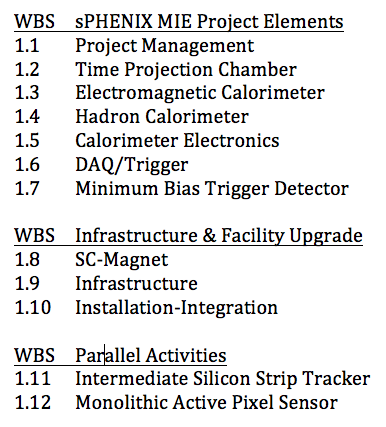 WBS sPHENIX MIE Project Elements
1.1 Project Management
1.2 Time Projection Chamber
1.3 Electromagnetic Calorimeter
1.4 Hadron Calorimeter
1.5 Calorimeter Electronics
1.6 DAQ/Trigger
1.7 Minimum Bias Trigger Detector
WBS Infrastructure & Facility Upgrade
1.8 SC-Magnet
1.9 Infrastructure
1.10 Installation-Integration
WBS Parallel Activities
1.11 Intermediate Silicon Strip Tracker
1.12 Monolithic Active Pixel Sensor